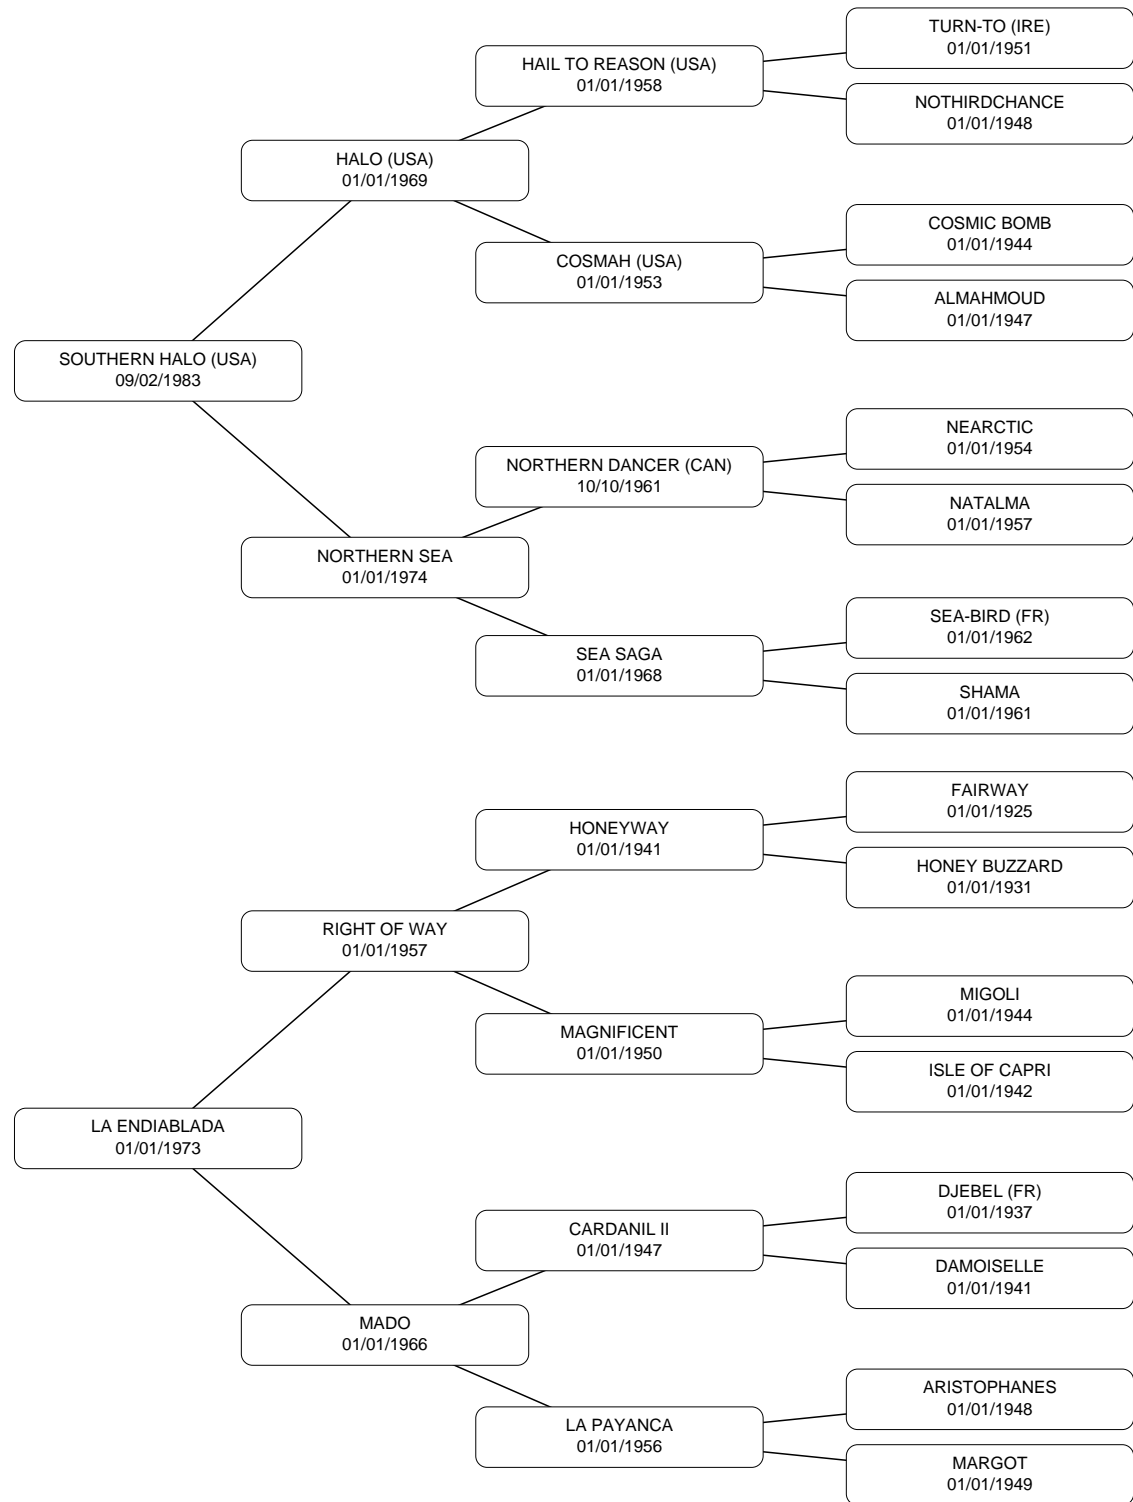 TURN-TO (IRE)
01/01/1951
HAIL TO REASON (USA)
01/01/1958
NOTHIRDCHANCE
01/01/1948
HALO (USA)
01/01/1969
COSMIC BOMB
01/01/1944
COSMAH (USA)
01/01/1953
ALMAHMOUD
01/01/1947
SOUTHERN HALO (USA)
09/02/1983
NEARCTIC
01/01/1954
NORTHERN DANCER (CAN)
10/10/1961
NATALMA
01/01/1957
NORTHERN SEA
01/01/1974
SEA-BIRD (FR)
01/01/1962
SEA SAGA
01/01/1968
SHAMA
01/01/1961
FAIRWAY
01/01/1925
HONEYWAY
01/01/1941
HONEY BUZZARD
01/01/1931
RIGHT OF WAY
01/01/1957
MIGOLI
01/01/1944
MAGNIFICENT
01/01/1950
ISLE OF CAPRI
01/01/1942
LA ENDIABLADA
01/01/1973
DJEBEL (FR)
01/01/1937
CARDANIL II
01/01/1947
DAMOISELLE
01/01/1941
MADO
01/01/1966
ARISTOPHANES
01/01/1948
LA PAYANCA
01/01/1956
MARGOT
01/01/1949